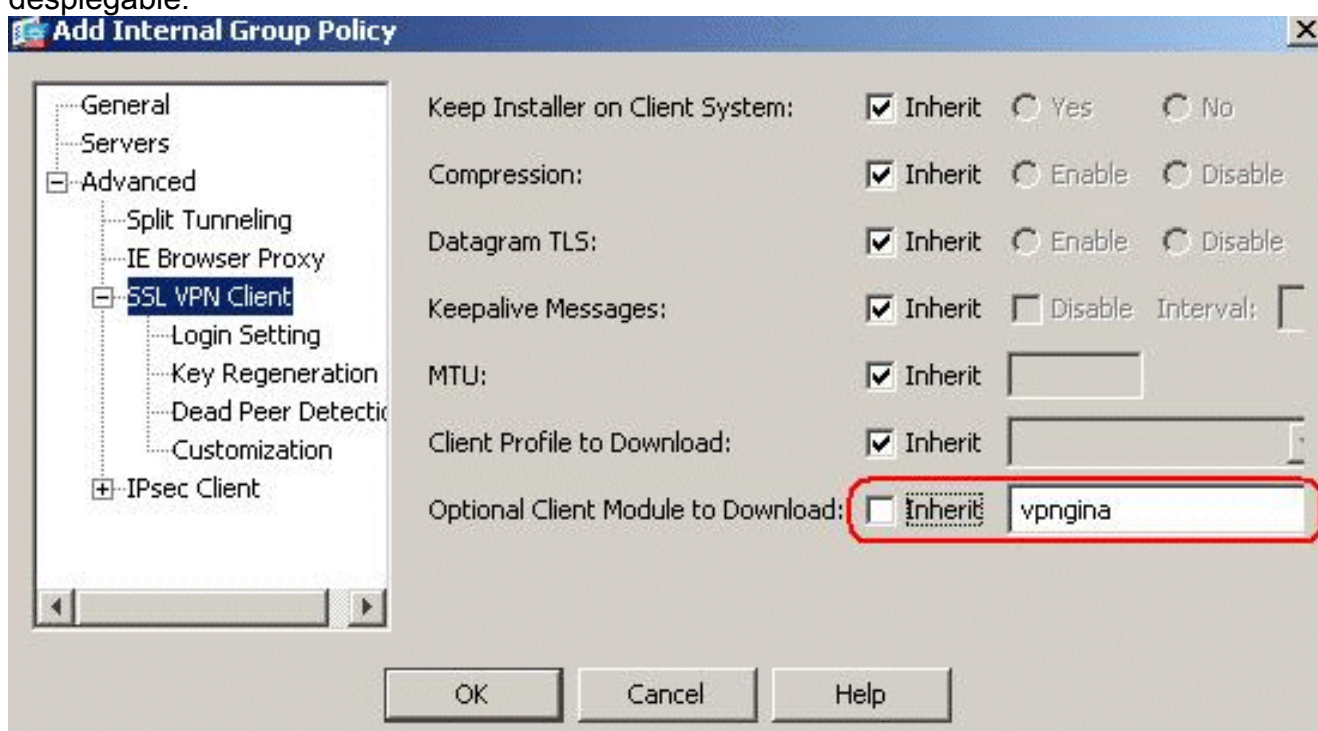 desplegable.
Add Internal Group Policy
General
Servers
Advanced
Split Tunneling
IE Browser Proxy
SSL VPN Client
Login Setting
Key Regeneration
Dead Peer Detectic
Customization
IPsec Client
Keep Installer on Client System: Inherit Yes No
Compression: Inherit Enable Disable
Datagram TLS: Inherit Enable Disable
Keepalive Messages: Inherit Disable Interval:
MTU: Inherit
Client Profile to Download: Inherit
Optional Client Module to Download: Inherit vpngina
OK Cancel Help